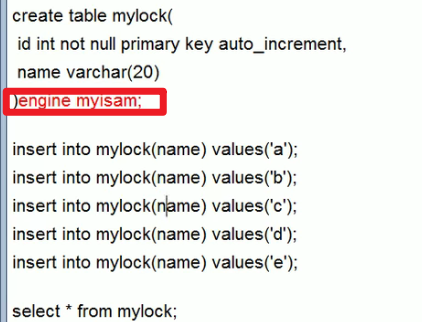 create table mylock(
id int not null primary key auto_increment,
name varchar(20)
)engine myisam;
insert into mylock(name) values('a');
insert into mylock(name) values('b');
insert into mylock(name) values('c');
insert into mylock(name) values('d');
insert into mylock(name) values('e');
select * from mylock;